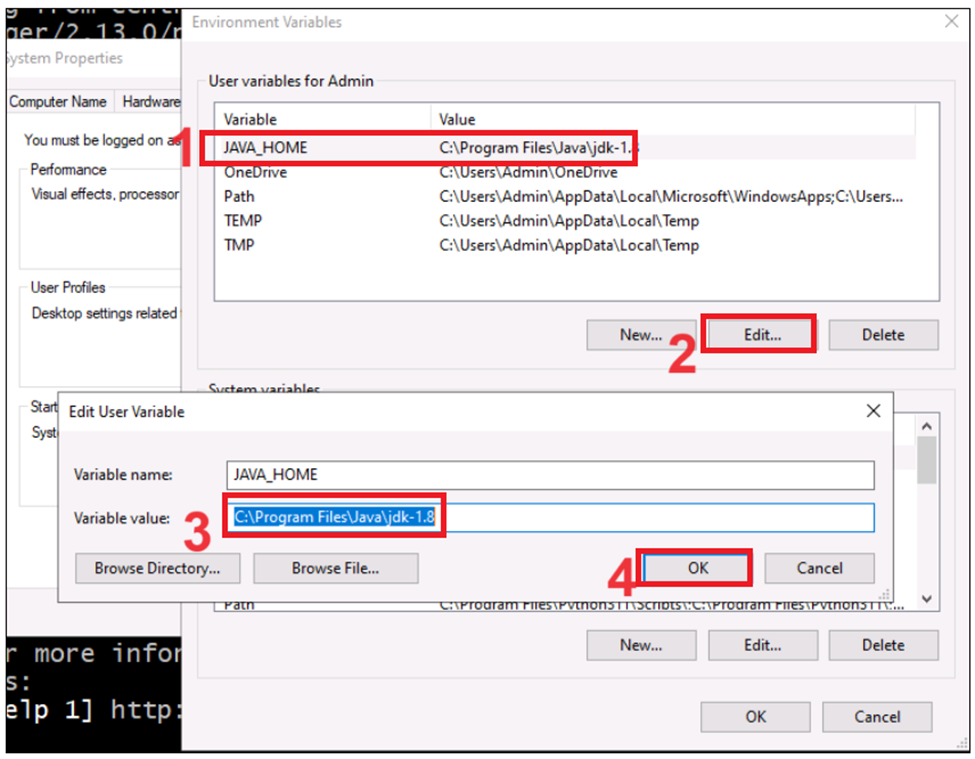 ger/2.13.0/
Environment Variables
System Properties
User variables for Admin
Computer Name Hardware
Variable Value
You must be logged on as
1
JAVA_HOME C:\Program Files\Java\jdk-1.8
Performance
OneDrive C:\Users\Admin\OneDrive
Visual effects, processor
Path C:\Users\Admin\AppData\Local\Microsoft\WindowsApps;C:\Users...
TEMP C:\Users\Admin\AppData\Local\Temp
TMP C:\Users\Admin\AppData\Local\Temp
User Profiles
Desktop settings related
New... 2 Edit... Delete
System variables
Start
Syst
Edit User Variable
Variable name: JAVA_HOME
Variable value: 3 C:\Program Files\Java\jdk-1.8
Browse Directory... Browse File... 4 OK Cancel
Path C:\Program Files\Python311\Scripts\;C:\Program Files\Python311\;...
New... Edit... Delete
r more infor
s:
elp 1] http:
OK Cancel